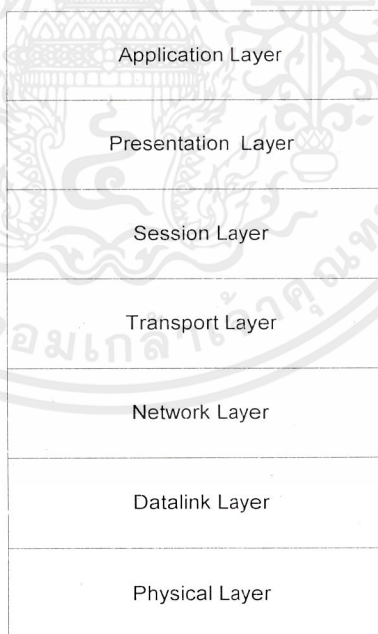 Application Layer
Presentation Layer
Session Layer
Transport Layer
Network Layer
Datalink Layer
Physical Layer